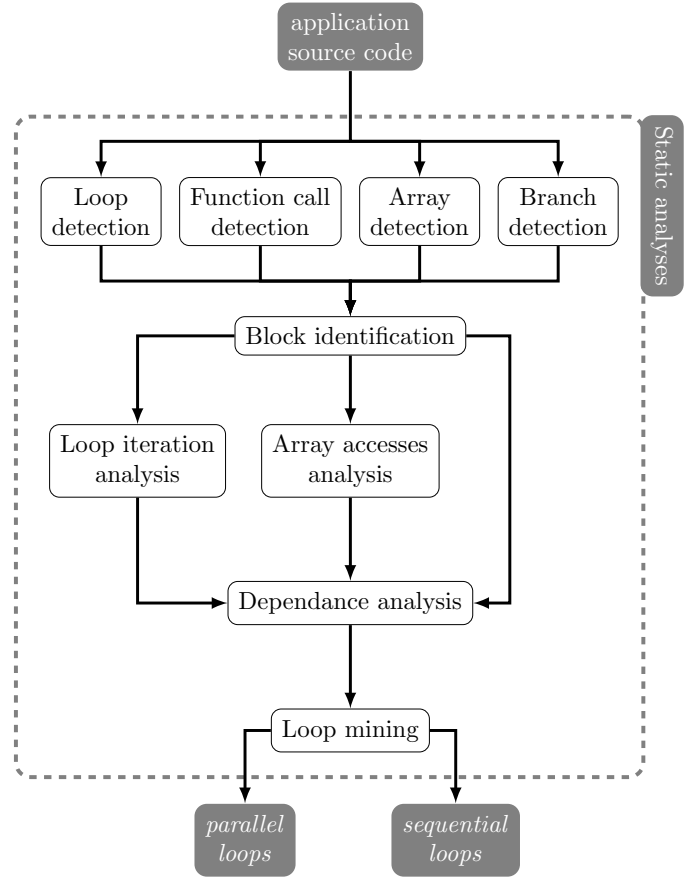 application
source code
Static analyses
Loop
detection
Function call
detection
Array
detection
Branch
detection
Block identification
Loop iteration
analysis
Array accesses
analysis
Dependance analysis
Loop mining
parallel
loops
sequential
loops